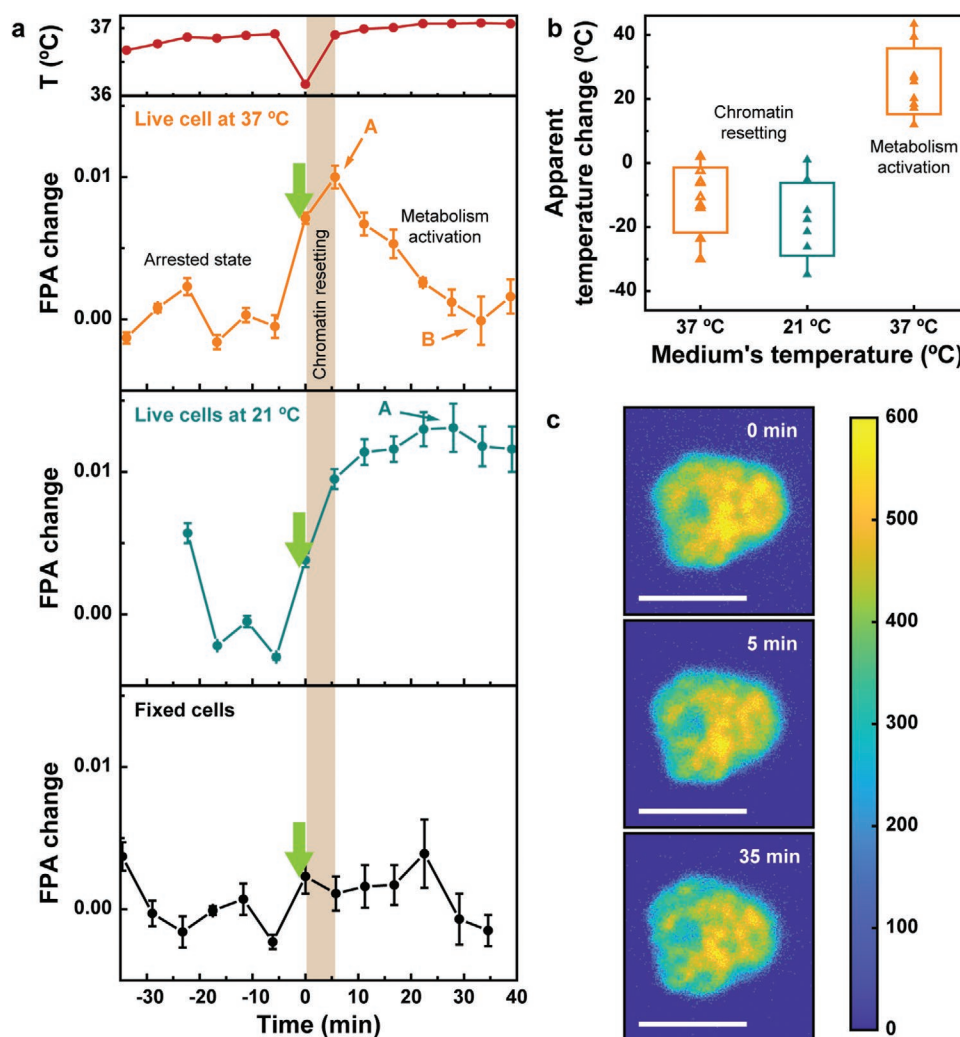 a
T (ºC)
37
36
Live cell at 37 ºC
A
FPA change
0.01
0.00
Arrested state
Chromatin resetting
Metabolism
activation
B
Live cells at 21 ºC
A
FPA change
0.01
0.00
Fixed cells
FPA change
0.01
0.00
-30
-20
-10
0
10
20
30
40
Time (min)
b
Apparent
temperature change (ºC)
40
20
0
-20
-40
Chromatin
resetting
Metabolism
activation
37 ºC
21 ºC
37 ºC
Medium's temperature (ºC)
c
0 min
5 min
35 min
600
500
400
300
200
100
0